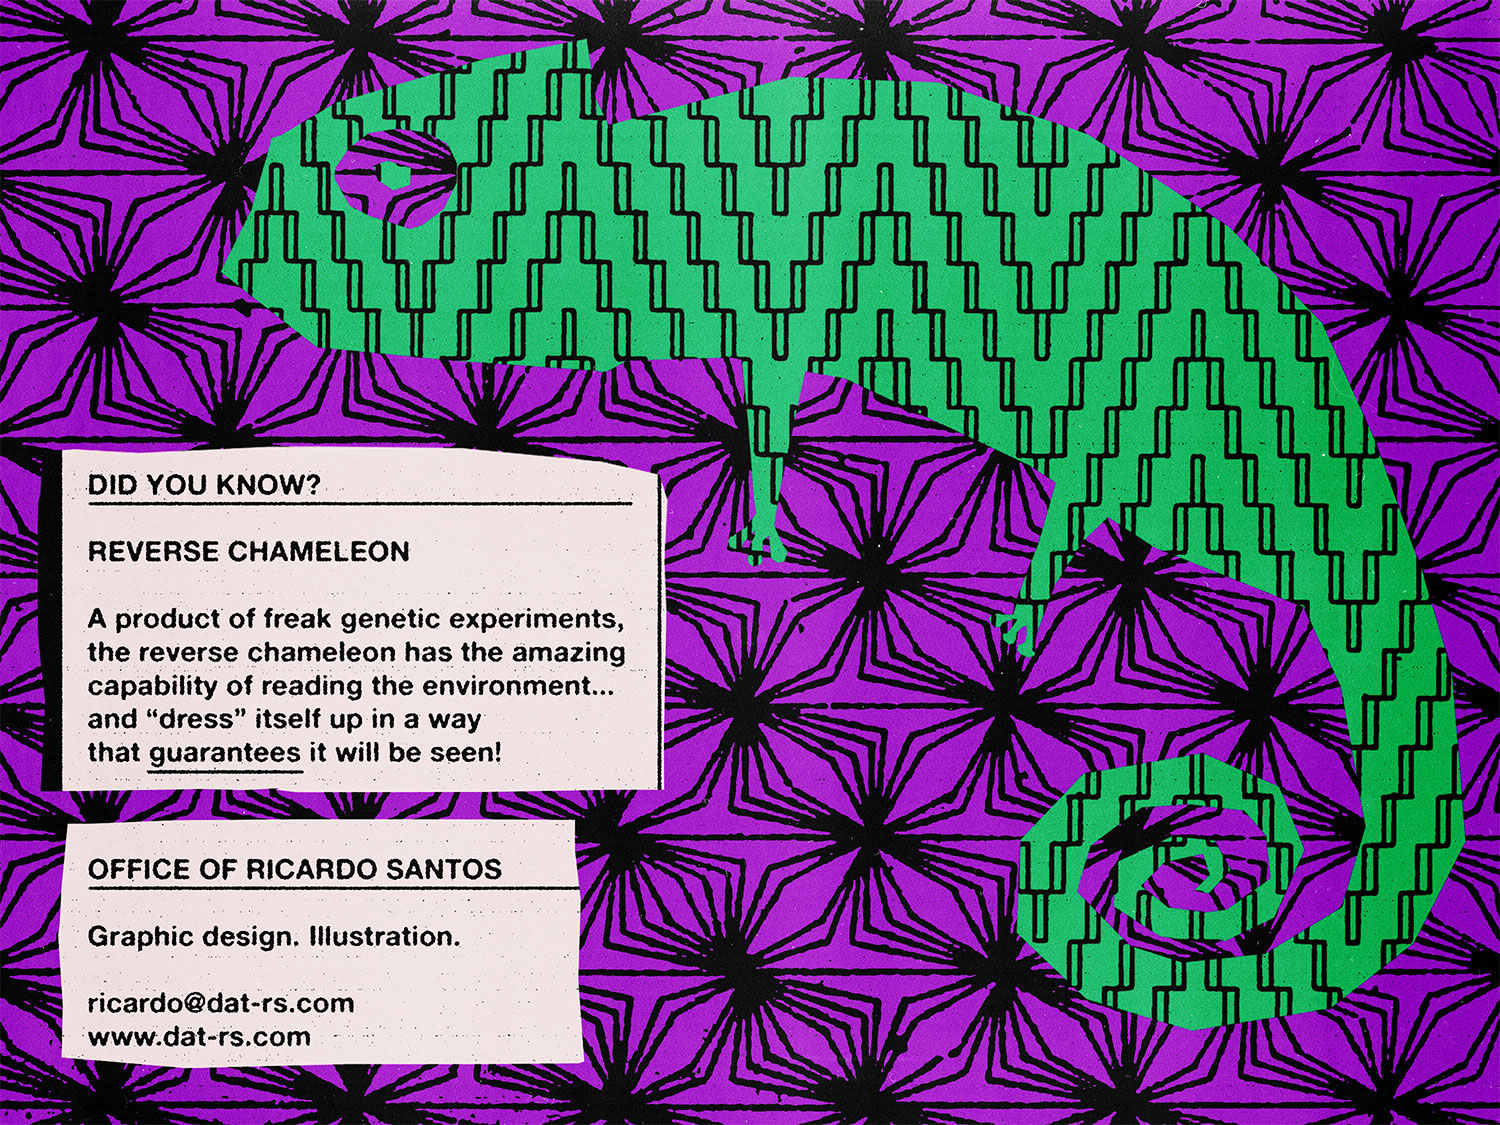 DID YOU KNOW?
REVERSE CHAMELEON
A product of freak genetic experiments,
the reverse chameleon has the amazing
capability of reading the environment...
and “dress” itself up in a way
that guarantees it will be seen!
OFFICE OF RICARDO SANTOS
Graphic design. Illustration.
ricardo@dat-rs.com
www.dat-rs.com